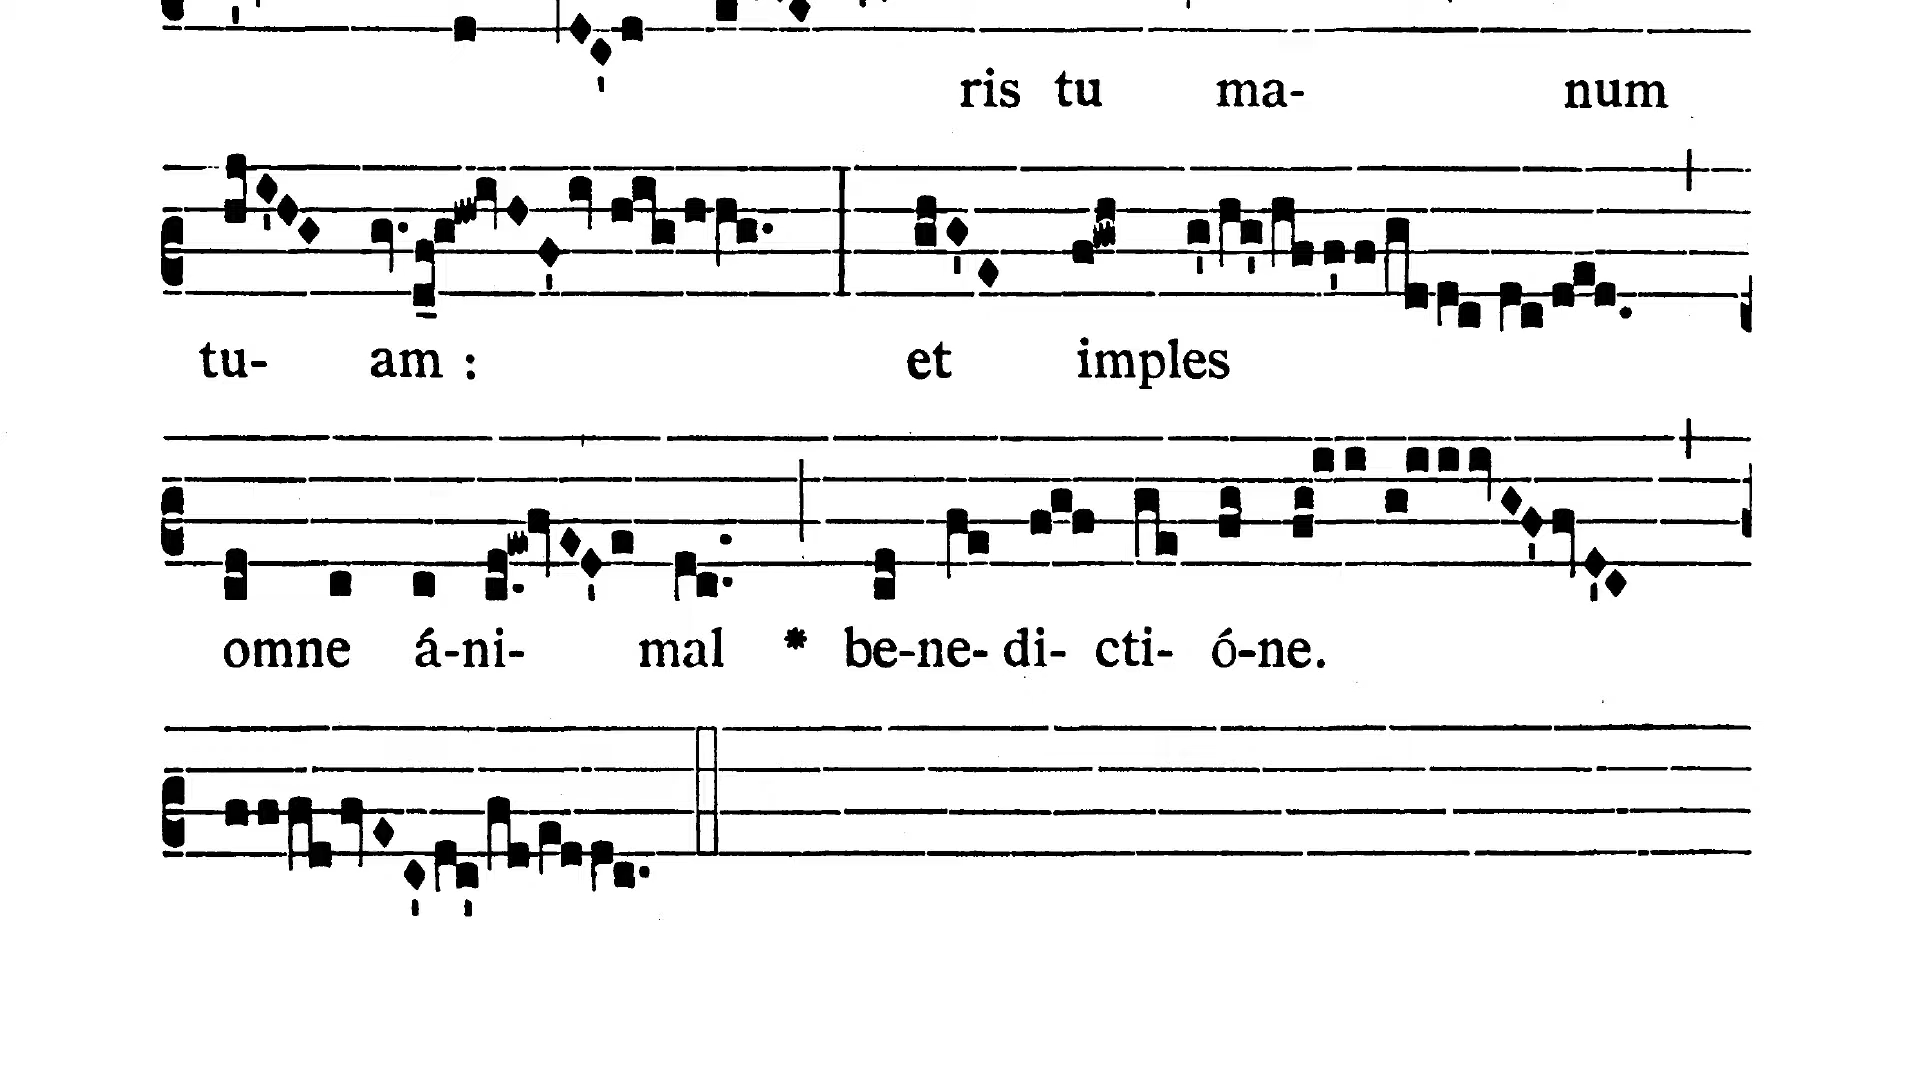 ris tu ma- num
tu- am :
et imples
omne á-ni- mal * be-ne- di- cti- ó-ne.